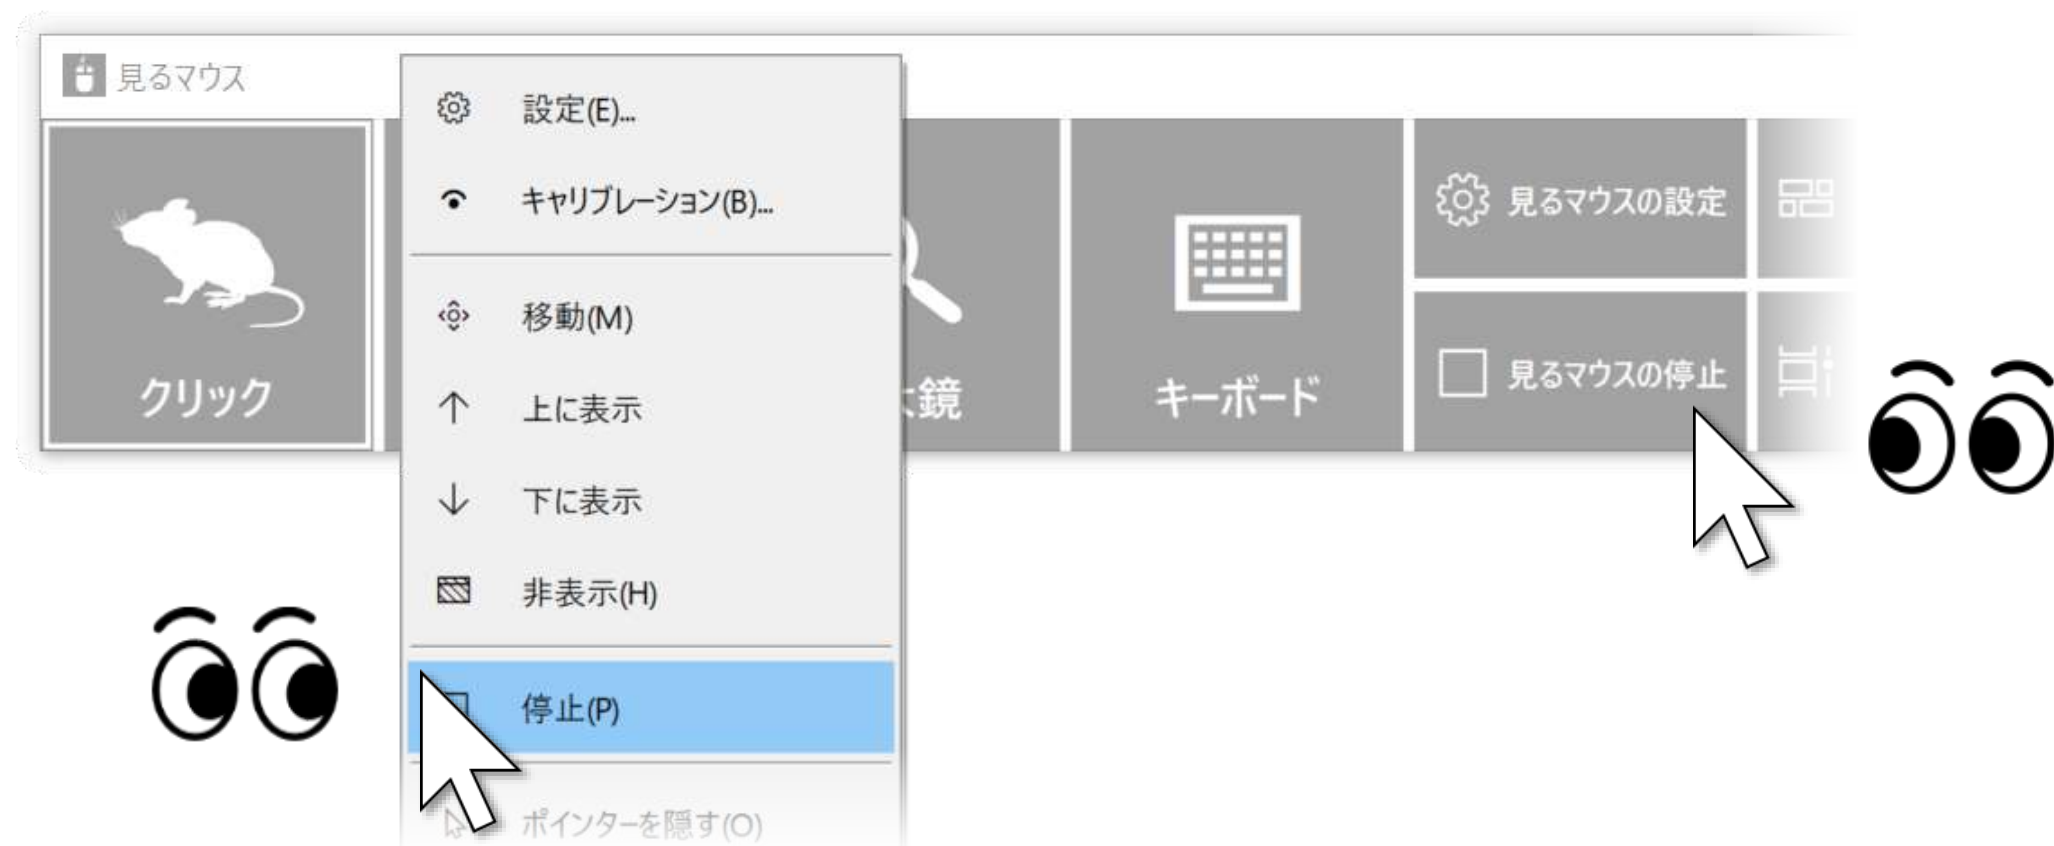 見るマウス
設定(E)...
キャリブレーション(B)...
移動(M)
上に表示
下に表示
非表示(H)
停止(P)
ポインターを隠す(O)
クリック
鏡
キーボード
見るマウスの設定
見るマウスの停止